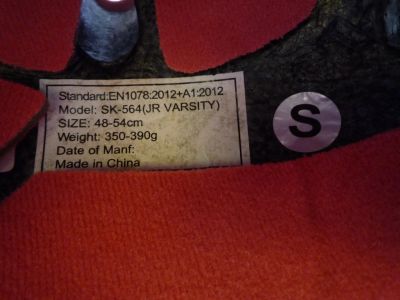 Standard:EN1078:2012+A1:2012
Model: SK-564(JR VARSITY)
SIZE: 48-54cm
Weight: 350-390g
Date of Manf:
Made in China
S